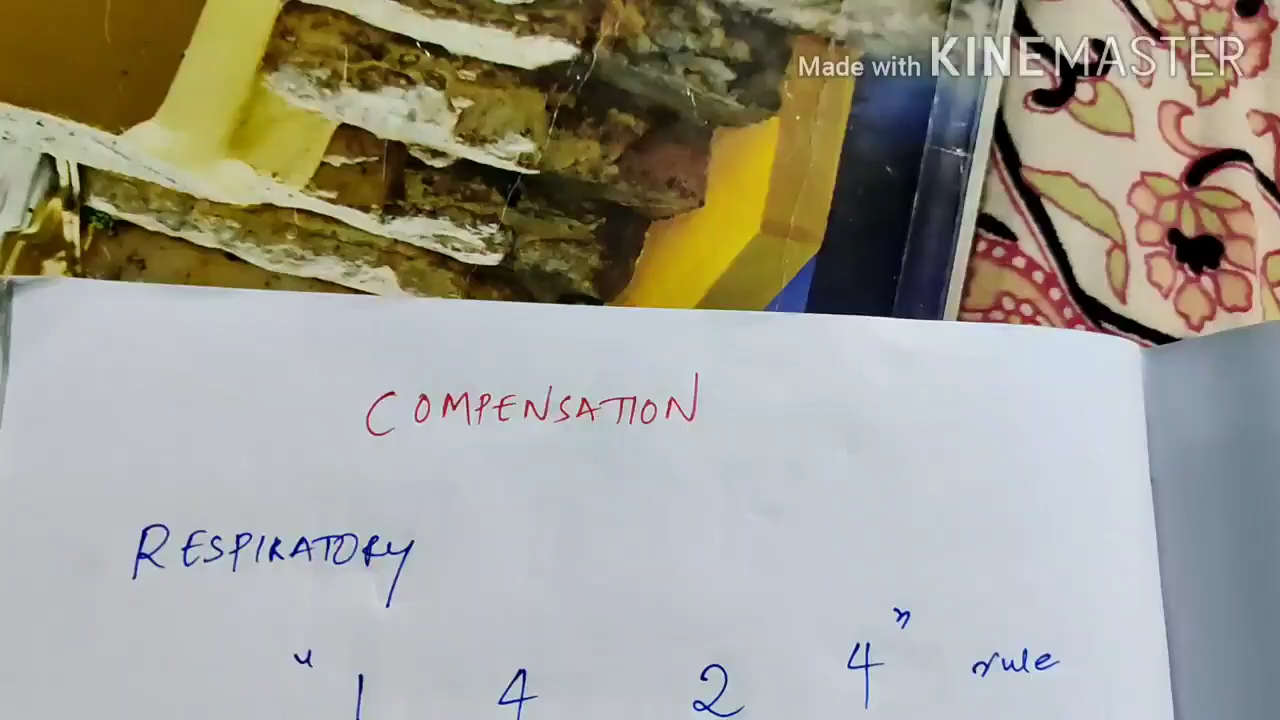 Made with KINEMASTER
COMPENSATION
RESPIRATORY
" 1 4 2 4 " rule